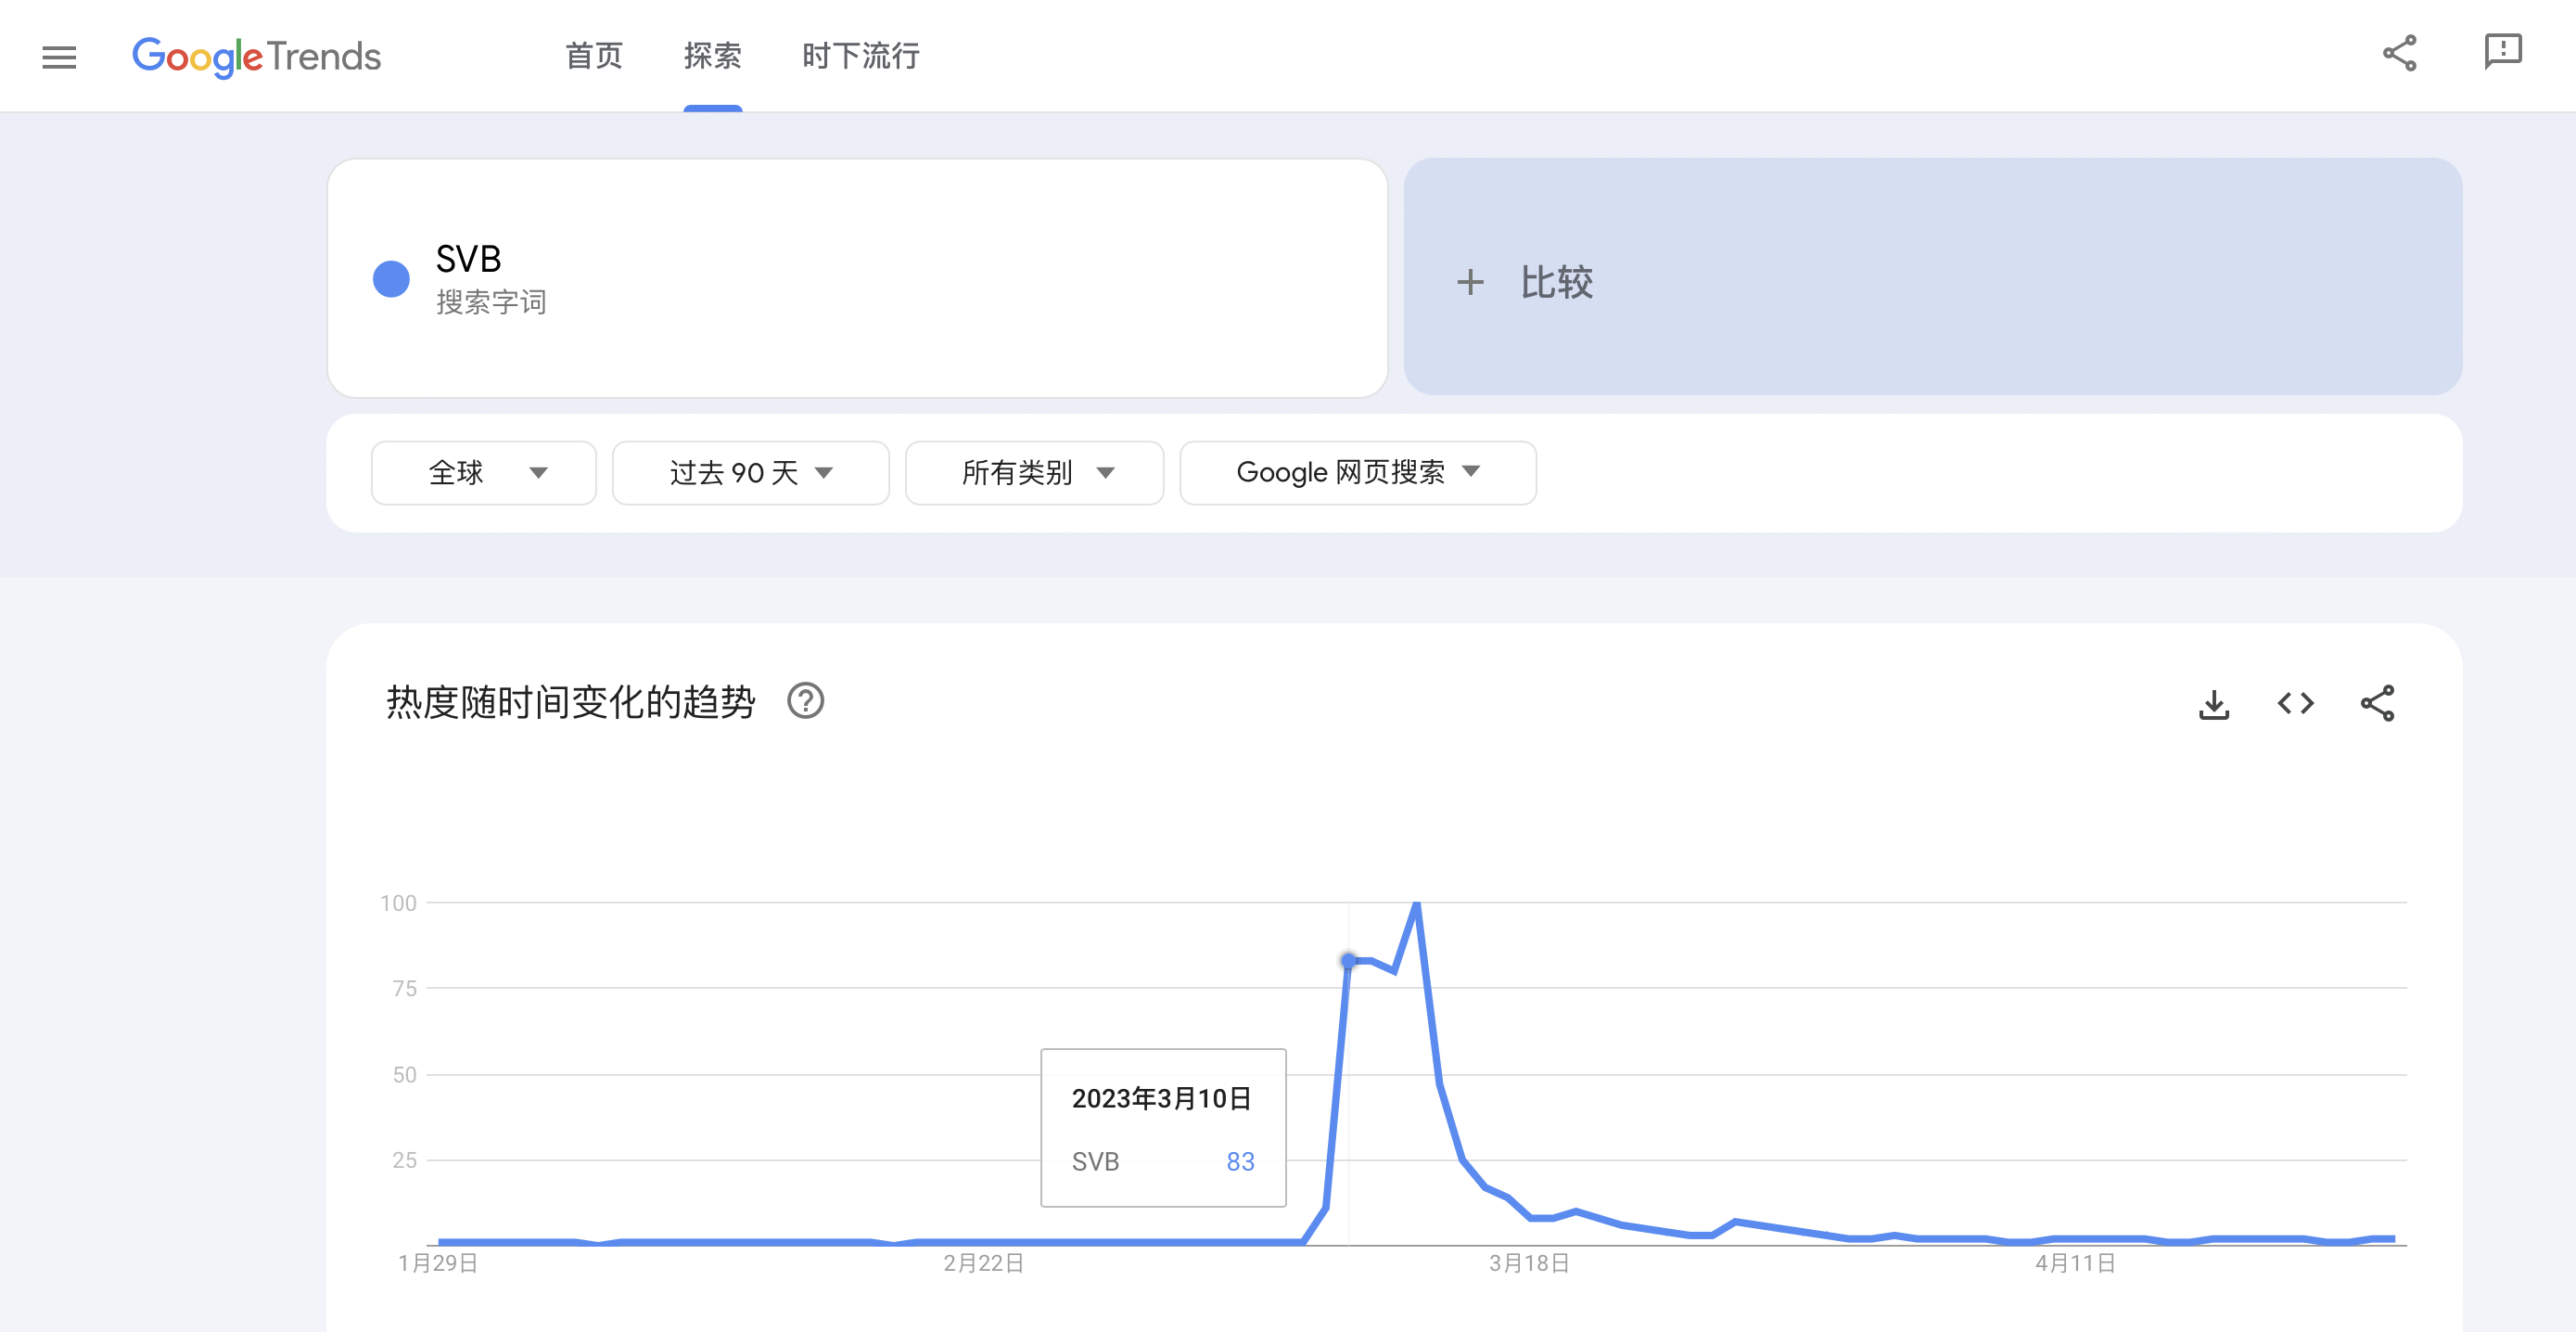 Google Trends 首页 探索 时下流行
SVB
搜索字词
+ 比较
全球 过去 90 天 所有类别 Google 网页搜索
热度随时间变化的趋势
100
75
50
25
2023年3月10日
SVB 83
1月29日 2月22日 3月18日 4月11日